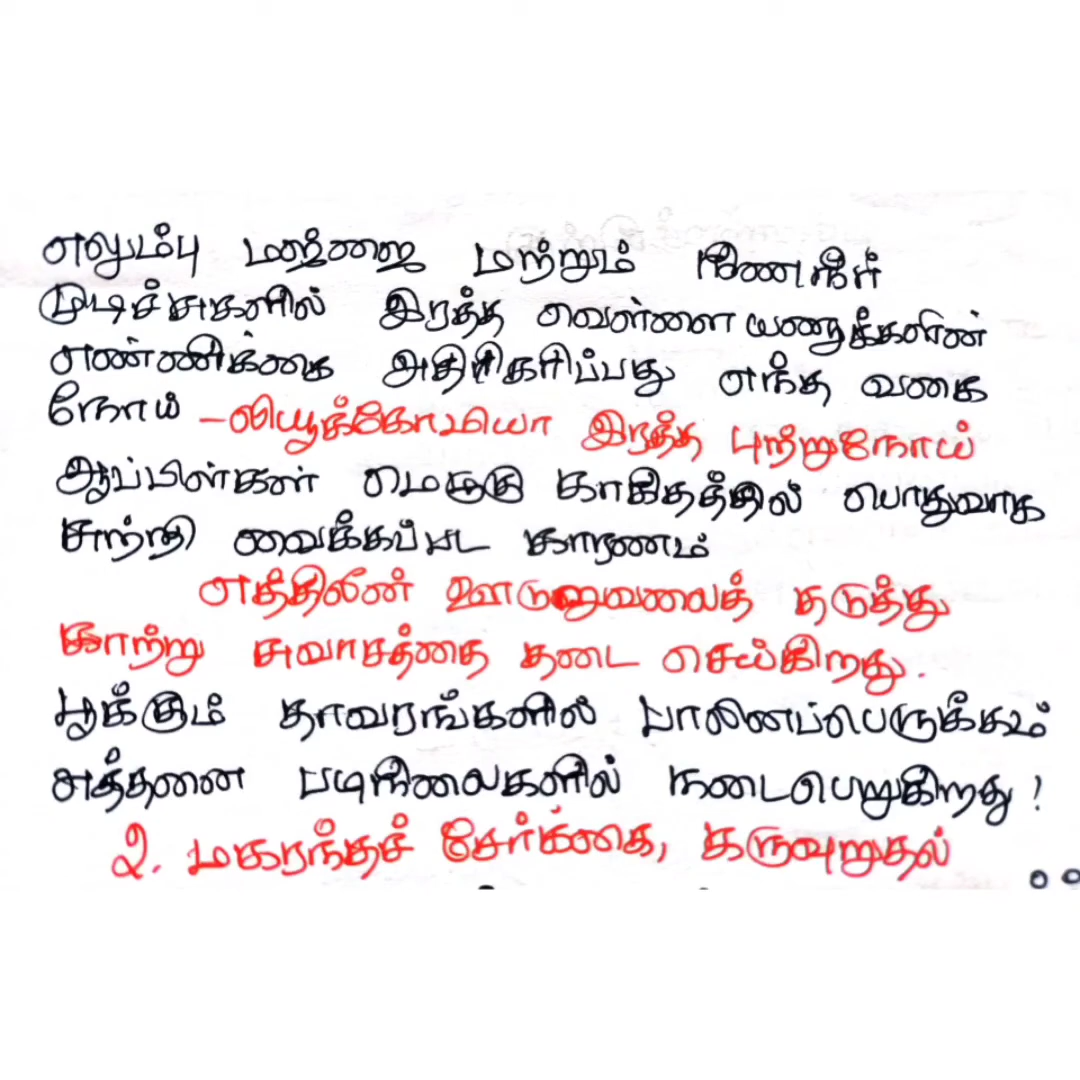 எலும்பு மஜ்ஜை மற்றும் நிணநீர்
முடிச்சுகளில் இரத்த வெள்ளை யணுக்களின்
எண்ணிக்கை அதிகரிப்பது எந்த வகை
நோய் - லியூக்கோமியா இரத்த புற்றுநோய்
ஆப்பிள்கள் மெழுகு காகிதத்தில் பொதுவாக
சுற்றி வைக்கப்பட காரணம்
எத்திலீன் ஊடுறுவலைத் தடுத்து
காற்று சுவாசத்தை தடை செய்கிறது.
பூக்கும் தாவரங்களில் பாலினப்பெருக்கம்
எத்தனை படிநிலைகளில் நடைபெறுகிறது?
2. மகரந்தச் சேர்க்கை, கருவுறுதல்